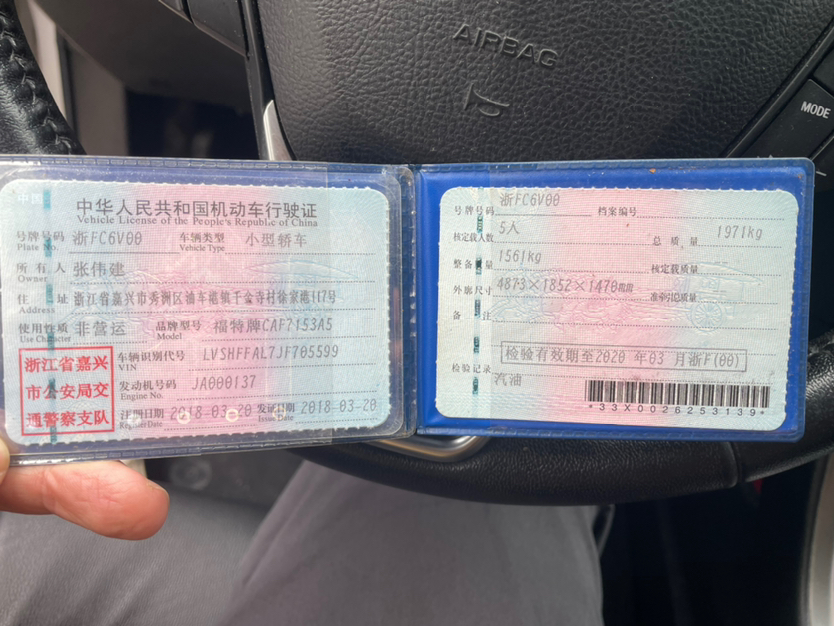 AIRBAG
MODE
中国
中华人民共和国机动车行驶证
Vehicle License of the People's Republic of China
号牌号码 浙FC6V00 车辆类型 小型轿车
Plate No. Vehicle Type
所有人 张伟建
Owner
住址 浙江省嘉兴市秀洲区油车港镇千金寺村徐家港117号
Address
使用性质 非营运 品牌型号 福特牌CAF7153A5
Use Character Model
浙江省嘉兴
市公安局交
通警察支队
车辆识别代号 LVSHFFAL7JF705599
VIN
发动机号码 JA000137
Engine No.
注册日期 2018-03-20 发证日期 2018-03-20
Register Date Issue Date
号牌号码 浙FC6V00 档案编号
核定载人数 5人 总质量 1971kg
整备质量 1561kg 核定载质量
外廓尺寸 4873×1852×1470mm 准牵引总质量
备注
检验有效期至2020年03月浙F(00)
检验记录
汽油
*33X0026253139*